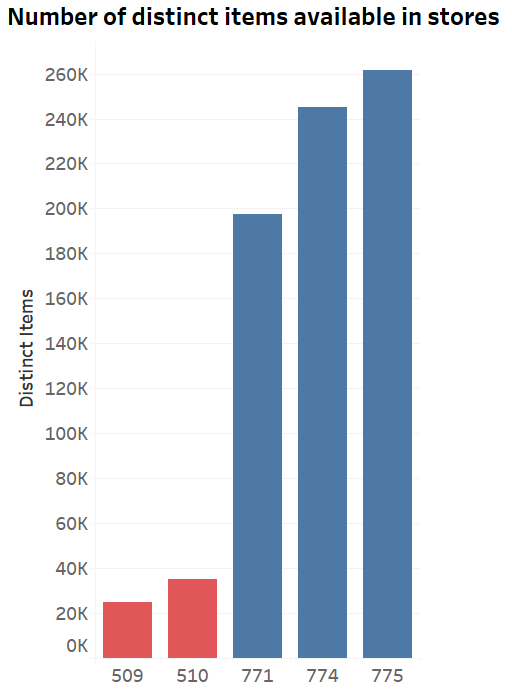 Number of distinct items available in stores
Distinct Items
260K
240K
220K
200K
180K
160K
140K
120K
100K
80K
60K
40K
20K
0K
509 510 771 774 775